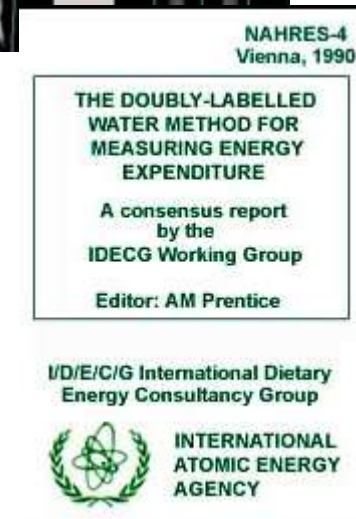 NAHRES-4
Vienna, 1990
THE DOUBLY-LABELLED
WATER METHOD FOR
MEASURING ENERGY
EXPENDITURE
A consensus report
by the
IDECG Working Group
Editor: AM Prentice
I/D/E/C/G International Dietary
Energy Consultancy Group
INTERNATIONAL
ATOMIC ENERGY
AGENCY